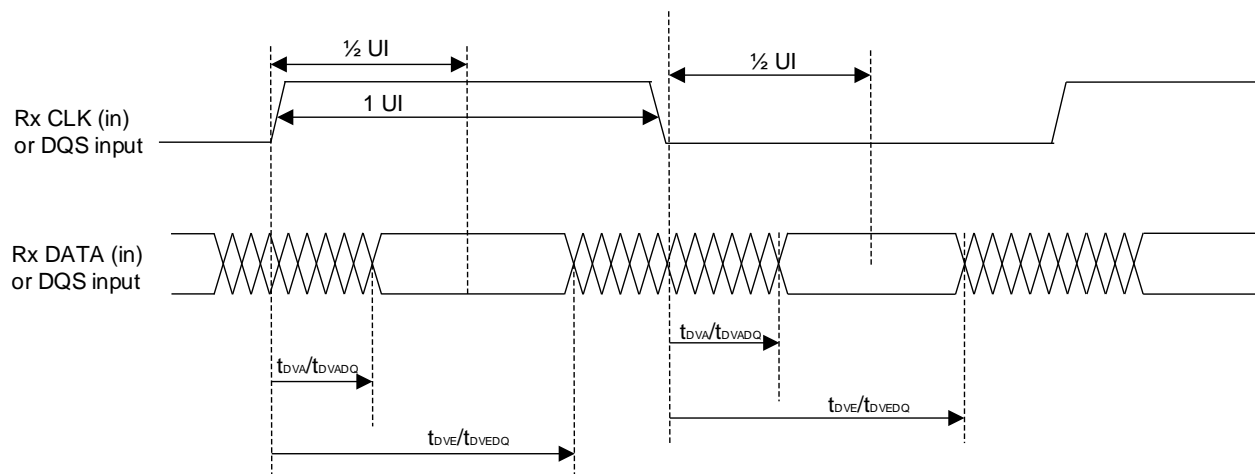 ½ UI
½ UI
1 UI
Rx CLK (in)
or DQS input
Rx DATA (in)
or DQS input
tDVA/tDVADQ
tDVA/tDVADQ
tDVE/tDVEDQ
tDVE/tDVEDQ